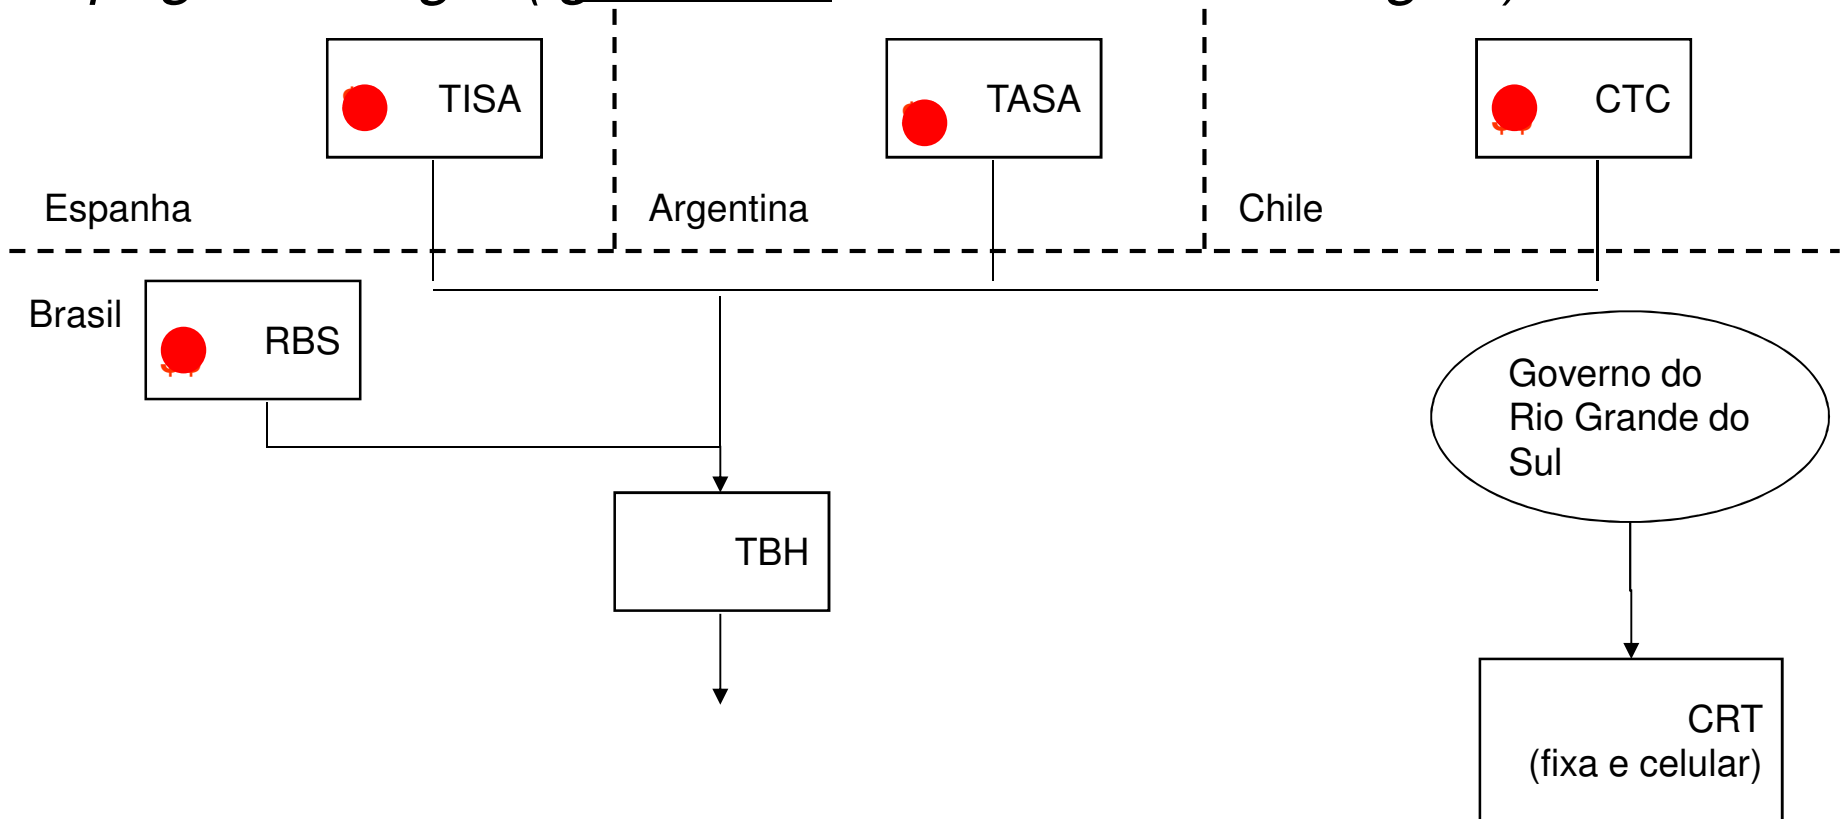 TISA
TASA
CTC
Espanha
Argentina
Chile
Brasil
RBS
Governo do
Rio Grande do
Sul
TBH
CRT
(fixa e celular)